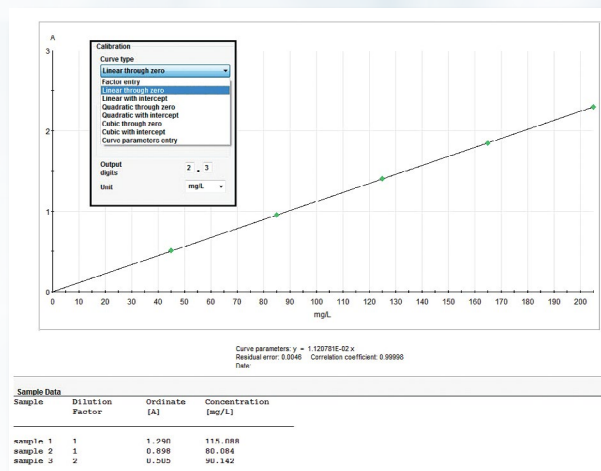 A
3
2
1
0
Calibration
Curve type
Linear through zero
Factor entry
Linear through zero
Linear with intercept
Quadratic through zero
Quadratic with intercept
Cubic through zero
Cubic with intercept
Curve parameters entry
Output digits 2 . 3
Unit mg/L
0 10 20 30 40 50 60 70 80 90 100 110 120 130 140 150 160 170 180 190 200
mg/L
Curve parameters: y = 1.120781E-02 x
Residual error: 0.0046 Correlation coefficient: 0.99998
Sample Data
Sample Dilution Factor Ordinate [A] Concentration [mg/L]
sample 1 1 1.290 115.088
sample 2 1 0.898 80.084
sample 3 2 0.505 90.142